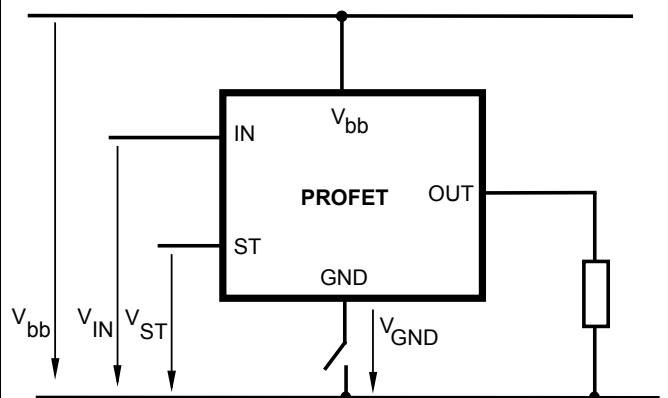 V_bb
IN
PROFET
OUT
ST
GND
V_bb
V_IN
V_ST
V_GND